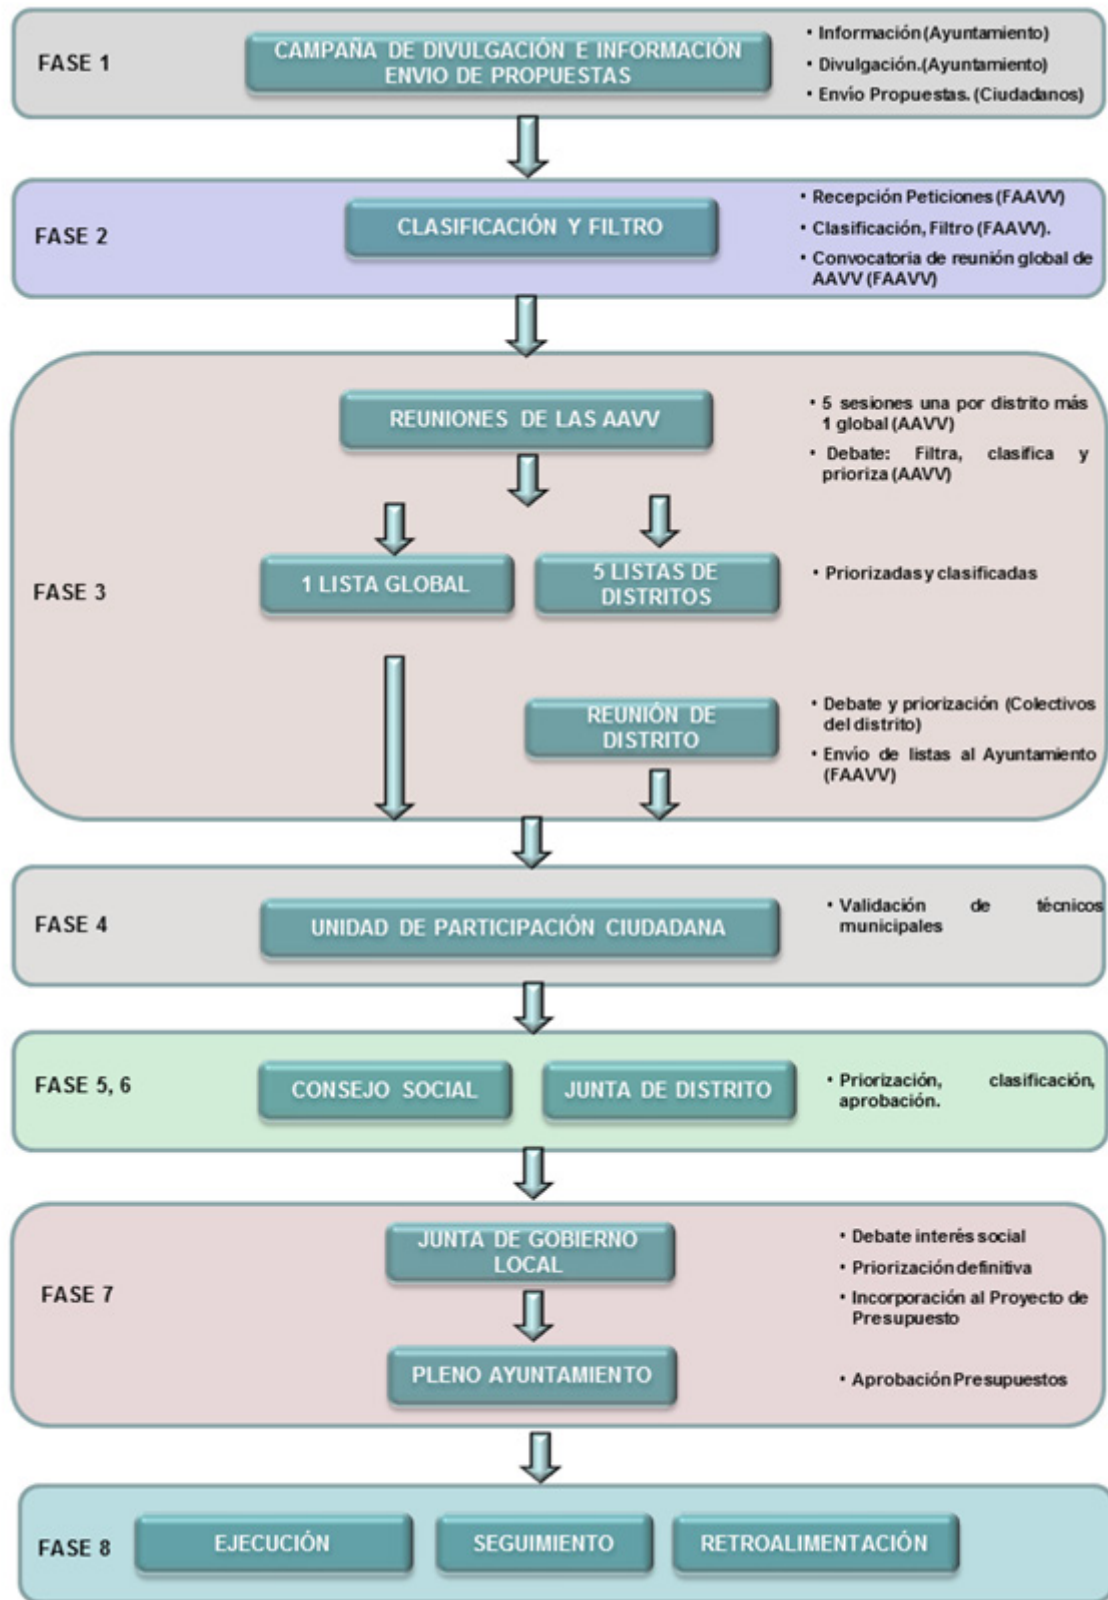 FASE 1
CAMPAÑA DE DIVULGACIÓN E INFORMACIÓN
ENVIO DE PROPUESTAS
• Información (Ayuntamiento)
• Divulgación.(Ayuntamiento)
• Envío Propuestas. (Ciudadanos)
FASE 2
CLASIFICACIÓN Y FILTRO
• Recepción Peticiones (FAAVV)
• Clasificación, Filtro (FAAVV).
• Convocatoria de reunión global de
AAVV (FAAVV)
FASE 3
REUNIONES DE LAS AAVV
• 5 sesiones una por distrito más
1 global (AAVV)
• Debate: Filtra, clasifica y
prioriza (AAVV)
1 LISTA GLOBAL
5 LISTAS DE
DISTRITOS
• Priorizadas y clasificadas
REUNIÓN DE
DISTRITO
• Debate y priorización (Colectivos
del distrito)
• Envío de listas al Ayuntamiento
(FAAVV)
FASE 4
UNIDAD DE PARTICIPACIÓN CIUDADANA
• Validación de técnicos
municipales
FASE 5, 6
CONSEJO SOCIAL
JUNTA DE DISTRITO
• Priorización, clasificación,
aprobación.
FASE 7
JUNTA DE GOBIERNO
LOCAL
• Debate interés social
• Priorización definitiva
• Incorporación al Proyecto de
Presupuesto
PLENO AYUNTAMIENTO
• Aprobación Presupuestos
FASE 8
EJECUCIÓN
SEGUIMIENTO
RETROALIMENTACIÓN